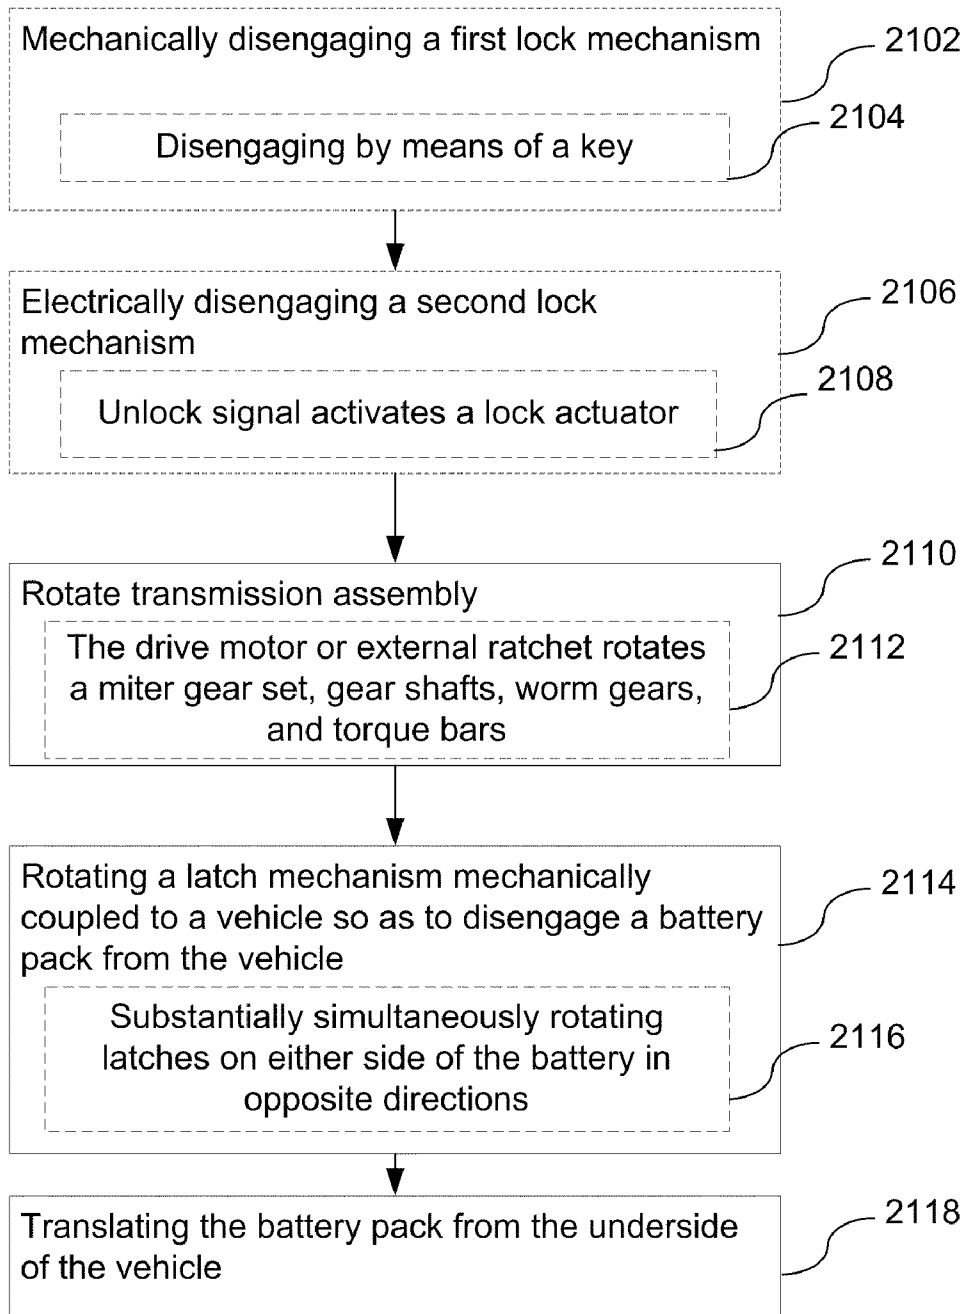 Mechanically disengaging a first lock mechanism
2102
Disengaging by means of a key
2104
Electrically disengaging a second lock
mechanism
2106
Unlock signal activates a lock actuator
2108
Rotate transmission assembly
2110
The drive motor or external ratchet rotates
a miter gear set, gear shafts, worm gears,
and torque bars
2112
Rotating a latch mechanism mechanically
coupled to a vehicle so as to disengage a battery
pack from the vehicle
2114
Substantially simultaneously rotating
latches on either side of the battery in
opposite directions
2116
Translating the battery pack from the underside
of the vehicle
2118